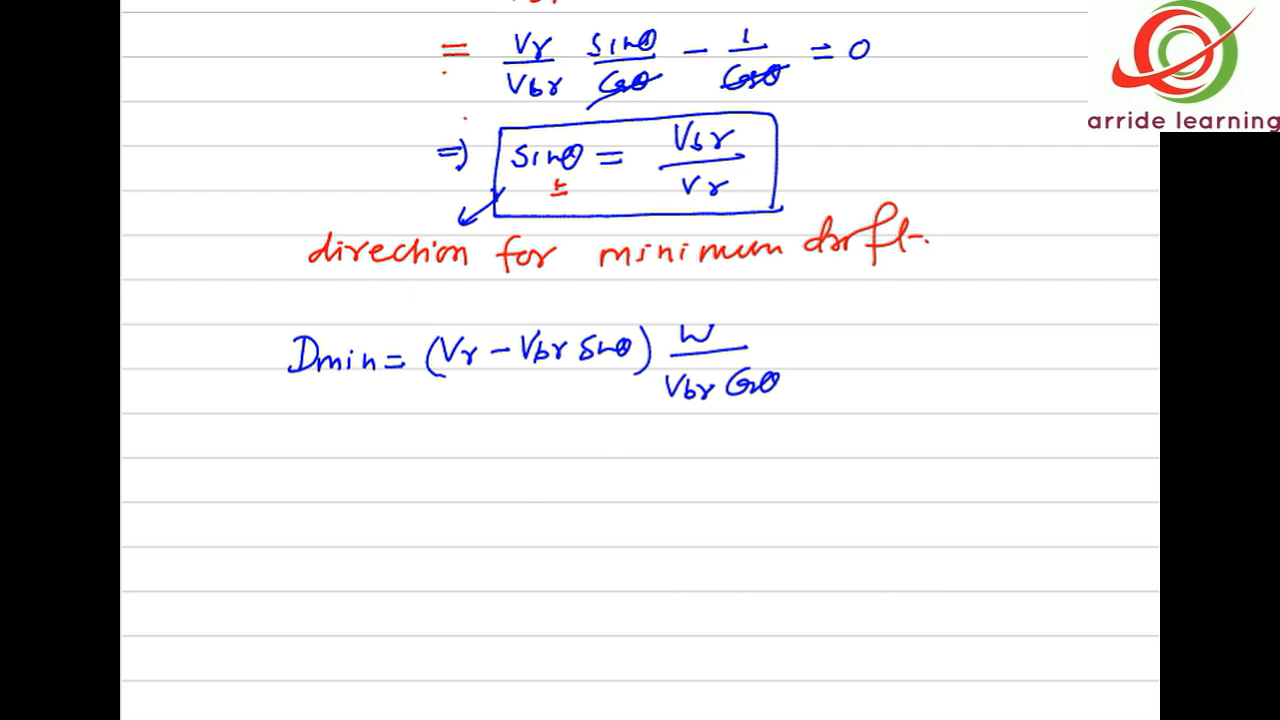 = Vr/Vbr sinθ/Cosθ - 1/Cosθ = 0
arride learning
=) sinθ = Vbr/Vr
direction for minimum drift.
Dmin = (Vr - Vbr Sinθ) W/Vbr Cosθ